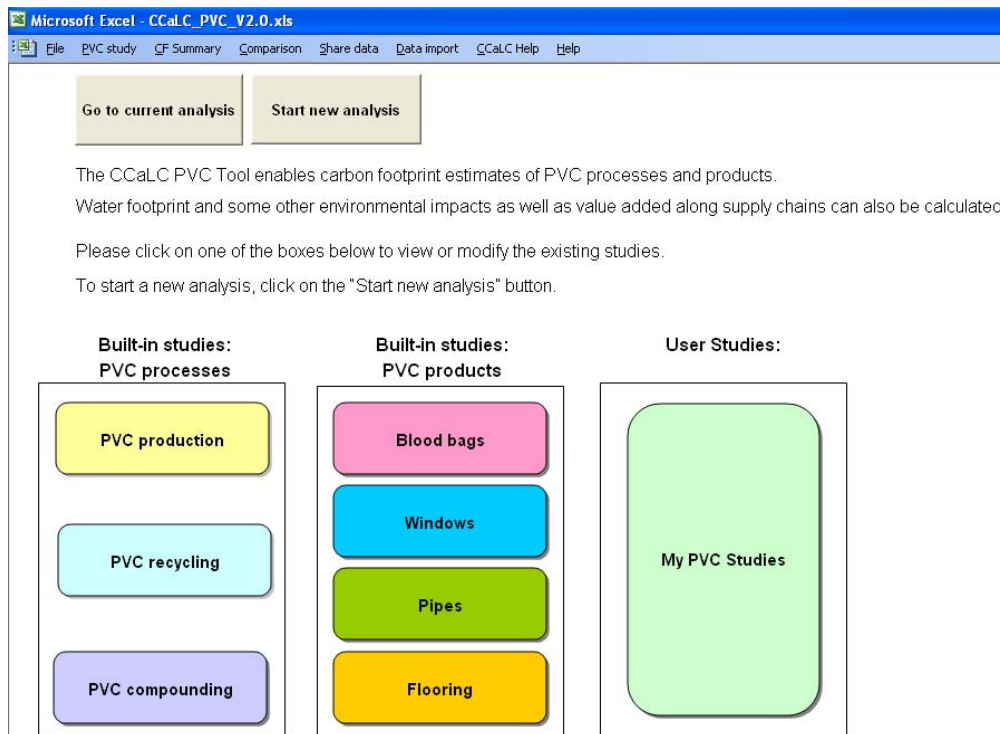 Microsoft Excel - CCaLC_PVC_V2.0.xls
File PVC study CF Summary Comparison Share data Data import CCaLC Help Help
Go to current analysis Start new analysis
The CCaLC PVC Tool enables carbon footprint estimates of PVC processes and products.
Water footprint and some other environmental impacts as well as value added along supply chains can also be calculated
Please click on one of the boxes below to view or modify the existing studies.
To start a new analysis, click on the "Start new analysis" button.
Built-in studies:
PVC processes
PVC production
PVC recycling
PVC compounding
Built-in studies:
PVC products
Blood bags
Windows
Pipes
Flooring
User Studies:
My PVC Studies